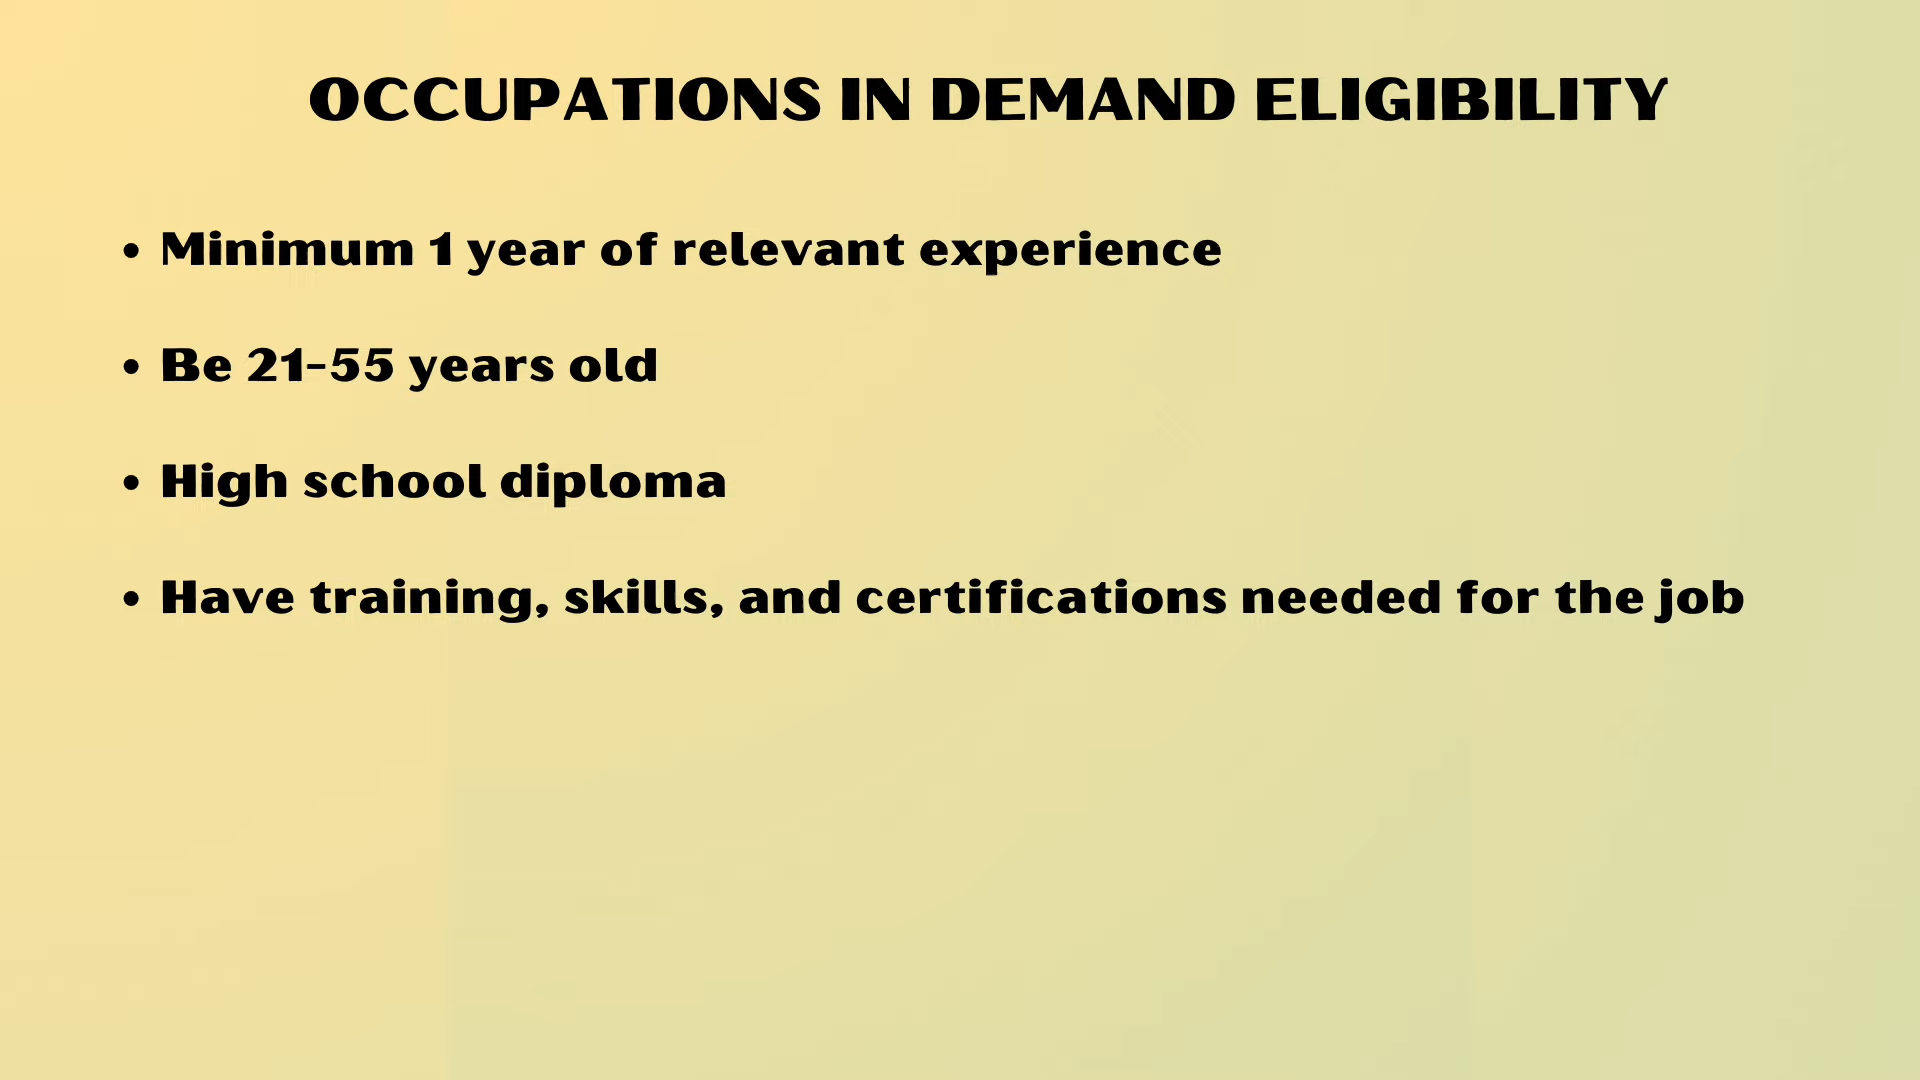 OCCUPATIONS IN DEMAND ELIGIBILITY
• Minimum 1 year of relevant experience
• Be 21-55 years old
• High school diploma
• Have training, skills, and certifications needed for the job